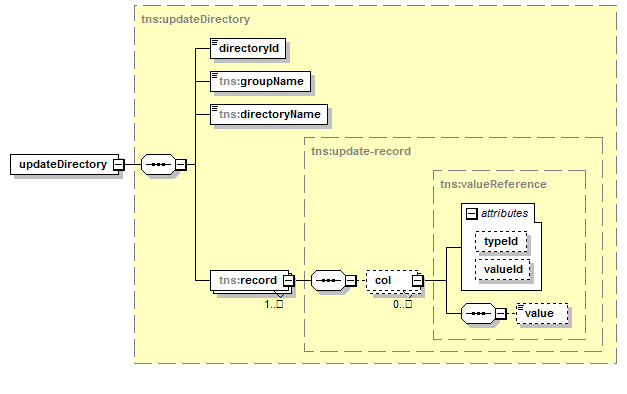 tns:updateDirectory
directoryId
tns:groupName
tns:directoryName
updateDirectory
tns:update-record
tns:valueReference
attributes
typeId
valueId
tns:record
1..□
col
0..□
value